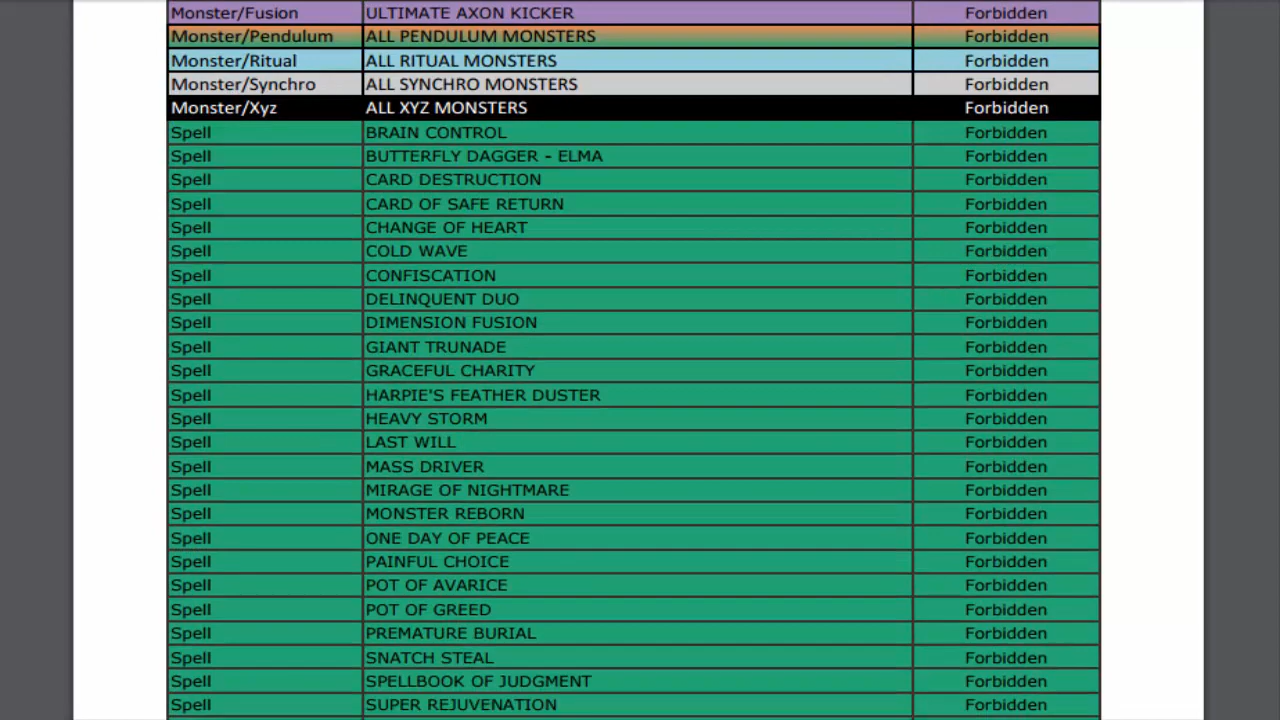 Monster/Fusion ULTIMATE AXON KICKER Forbidden
Monster/Pendulum ALL PENDULUM MONSTERS Forbidden
Monster/Ritual ALL RITUAL MONSTERS Forbidden
Monster/Synchro ALL SYNCHRO MONSTERS Forbidden
Monster/Xyz ALL XYZ MONSTERS Forbidden
Spell BRAIN CONTROL Forbidden
Spell BUTTERFLY DAGGER - ELMA Forbidden
Spell CARD DESTRUCTION Forbidden
Spell CARD OF SAFE RETURN Forbidden
Spell CHANGE OF HEART Forbidden
Spell COLD WAVE Forbidden
Spell CONFISCATION Forbidden
Spell DELINQUENT DUO Forbidden
Spell DIMENSION FUSION Forbidden
Spell GIANT TRUNADE Forbidden
Spell GRACEFUL CHARITY Forbidden
Spell HARPIE'S FEATHER DUSTER Forbidden
Spell HEAVY STORM Forbidden
Spell LAST WILL Forbidden
Spell MASS DRIVER Forbidden
Spell MIRAGE OF NIGHTMARE Forbidden
Spell MONSTER REBORN Forbidden
Spell ONE DAY OF PEACE Forbidden
Spell PAINFUL CHOICE Forbidden
Spell POT OF AVARICE Forbidden
Spell POT OF GREED Forbidden
Spell PREMATURE BURIAL Forbidden
Spell SNATCH STEAL Forbidden
Spell SPELLBOOK OF JUDGMENT Forbidden
Spell SUPER REJUVENATION Forbidden